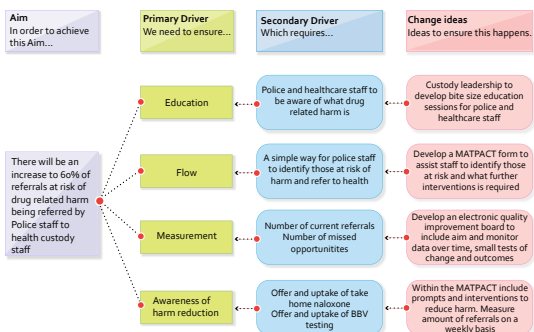 Aim
In order to achieve
this Aim...
Primary Driver
We need to ensure...
Secondary Driver
Which requires...
Change ideas
Ideas to ensure this happens.
There will be an
increase to 60% of
referrals at risk of
drug related harm
being referred by
Police staff to
health custody
staff
Education
Police and healthcare staff to
be aware of what drug
related harm is
Custody leadership to
develop bite size education
sessions for police and
healthcare staff
Flow
A simple way for police staff
to identify those at risk of
harm and refer to health
Develop a MATPACT form to
assist staff to identify those
at risk and what further
interventions is required
Measurement
Number of current referrals
Number of missed
opportunitites
Develop an electronic quality
improvement board to
include aim and monitor
data over time, small tests of
change and outcomes
Awareness of
harm reduction
Offer and uptake of take
home naloxone
Offer and uptake of BBV
testing
Within the MATPACT include
prompts and interventions to
reduce harm. Measure
amount of referrals on a
weekly basis